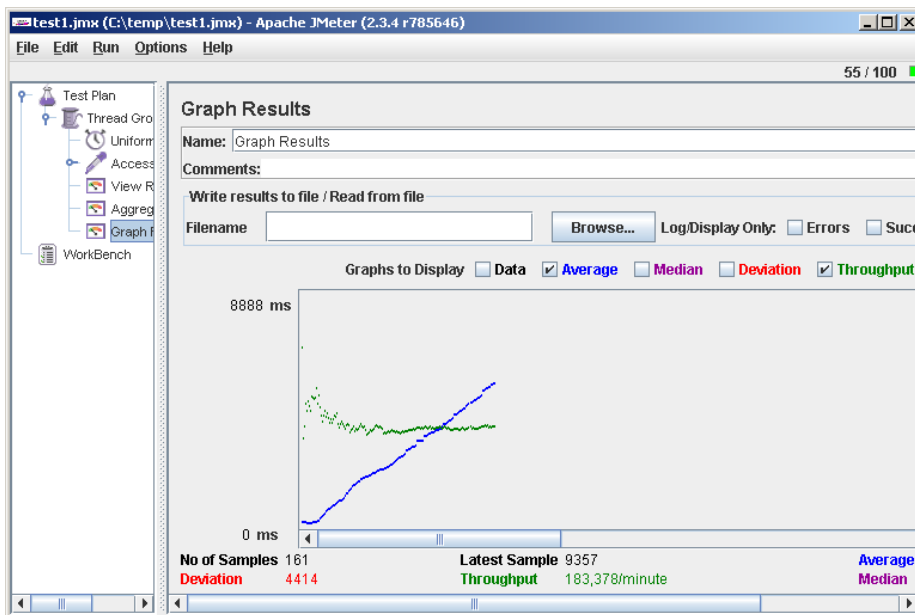 test1.jmx (C:\temp\test1.jmx) - Apache JMeter (2.3.4 r785646)
File Edit Run Options Help
55 / 100
Test Plan
Thread Gro
Uniform
Access
View R
Aggreg
Graph R
WorkBench
Graph Results
Name: Graph Results
Comments:
Write results to file / Read from file
Filename Browse... Log/Display Only: Errors Succ
Graphs to Display Data Average Median Deviation Throughput
8888 ms
0 ms
No of Samples 161 Latest Sample 9357 Average
Deviation 4414 Throughput 183,378/minute Median